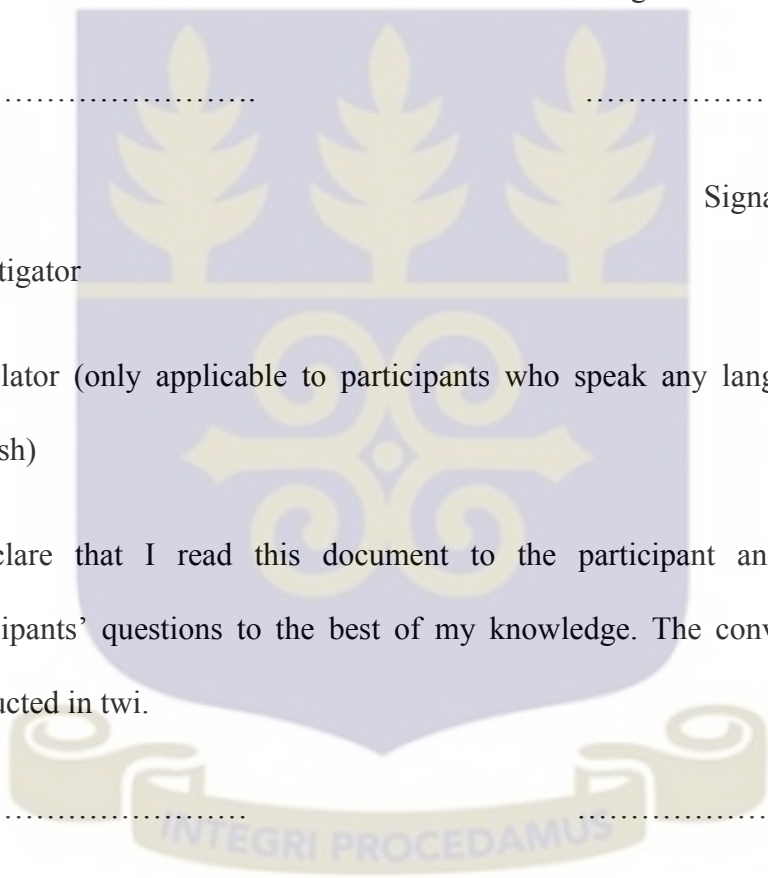 ……………………..
………………
Signa
tigator
lator (only applicable to participants who speak any lang
sh)
clare that I read this document to the participant an
ipants’ questions to the best of my knowledge. The conv
ucted in twi.
……………………
………………
INTEGRI PROCEDAMUS